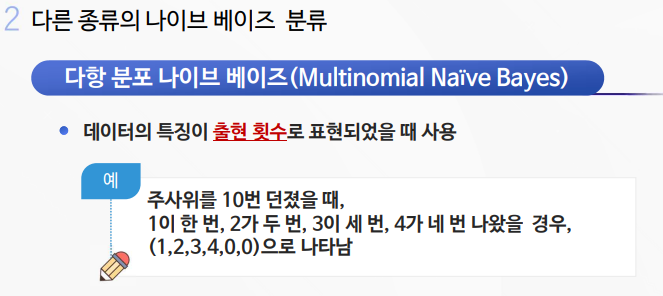 2 다른 종류의 나이브 베이즈 분류
다항 분포 나이브 베이즈(Multinomial Naïve Bayes)
데이터의 특징이 출현 횟수로 표현되었을 때 사용
예
주사위를 10번 던졌을 때,
1이 한 번, 2가 두 번, 3이 세 번, 4가 네 번 나왔을 경우,
(1,2,3,4,0,0)으로 나타남